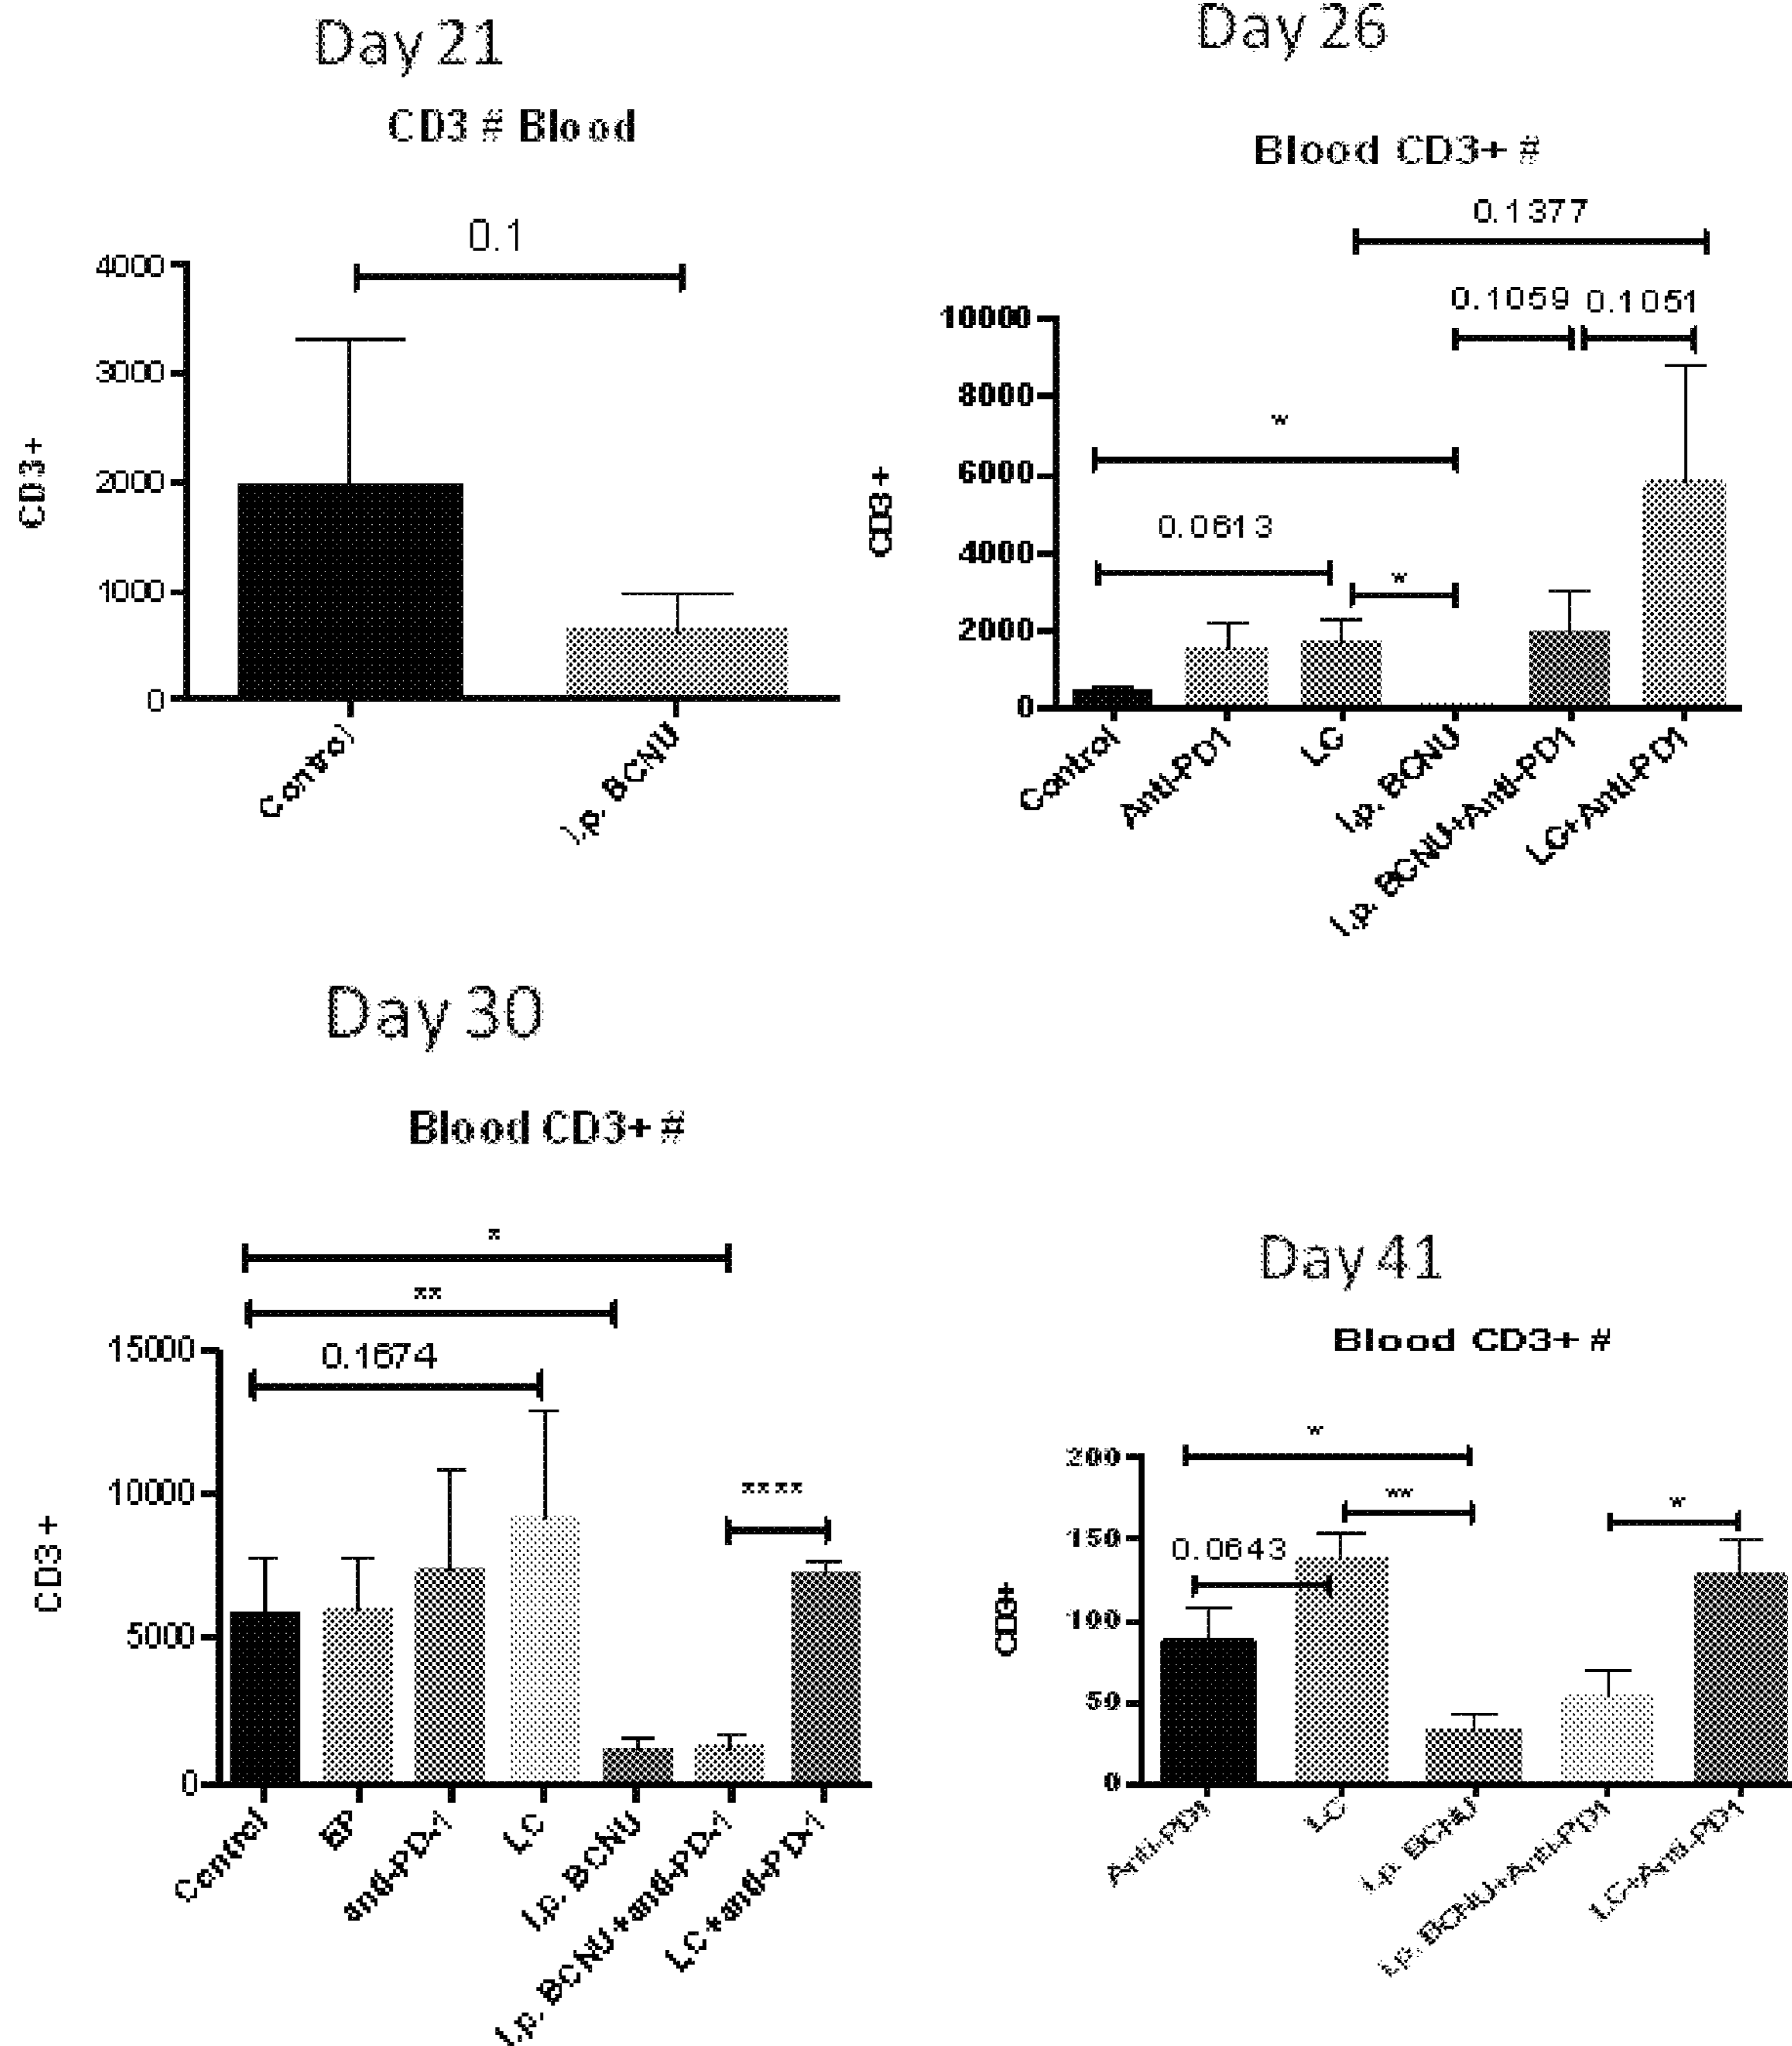 Day 21
CD3 # Blood
0.1
4000
3000
2000
1000
0
CD3+
Control
I.p. BCNU
Day 26
Blood CD3+ #
0.1377
0.1059 0.1051
10000
8000
6000
4000
2000
0
CD3+
*
0.0613
*
Control
Anti-PD1
LC
I.p. BCNU
I.p. BCNU+Anti-PD1
LC+Anti-PD1
Day 30
Blood CD3+ #
*
**
0.1674
****
15000
10000
5000
0
CD3+
Control
EP
anti-PD-1
LC
I.p. BCNU
I.p. BCNU+anti-PD-1
LC+anti-PD-1
Day 41
Blood CD3+ #
*
**
*
0.0643
200
150
100
50
0
CD3+
Anti-PD1
LC
I.p. BCNU
I.p. BCNU+Anti-PD1
LC+Anti-PD1